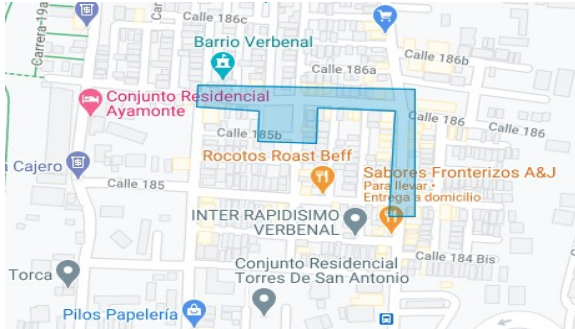 Calle 186c
Carrera-19a
Car
Barrio Verbenal
Calle 186b
Calle 186a
Conjunto Residencial
Ayamonte
Calle 186
Calle 186
Calle 185b
Rocotos Roast Beff
Cajero
Sabores Fronterizos A&J
Para llevar •
Entrega a domicilio
Calle 185
INTER RAPIDISIMO
VERBENAL
Calle 184 Bis
Conjunto Residencial
Torres De San Antonio
Torca
Pilos Papelería